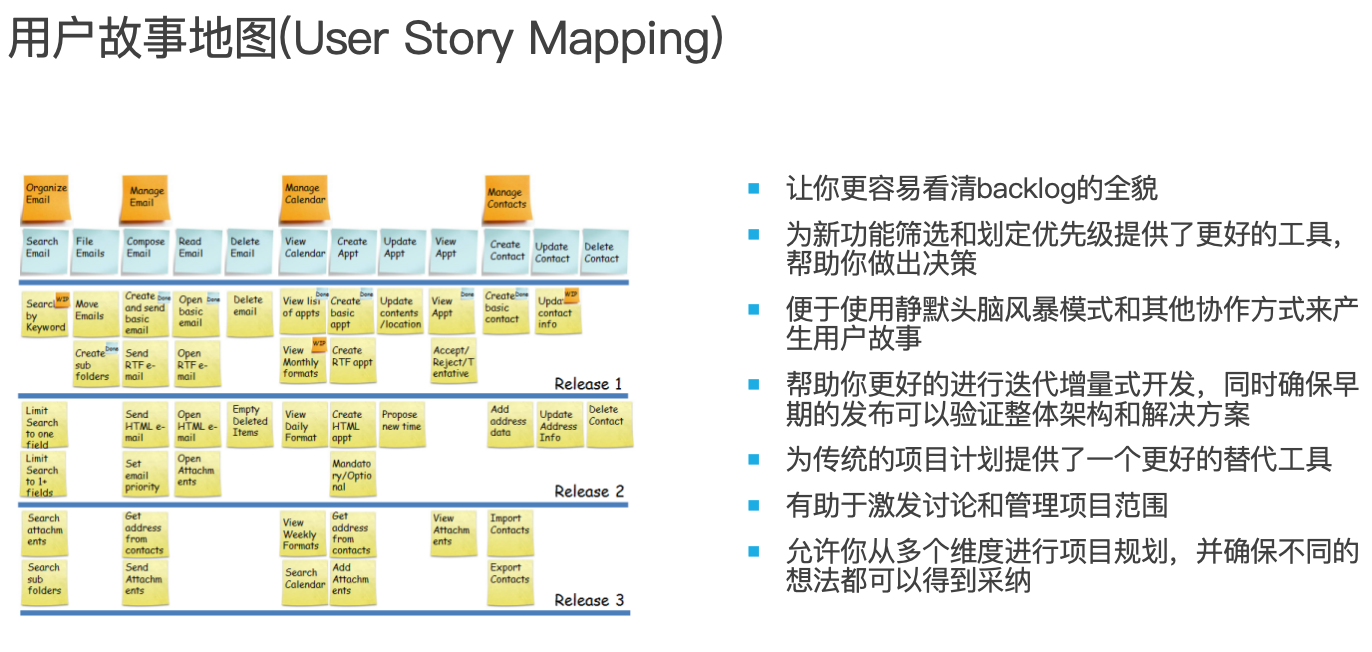 用户故事地图(User Story Mapping)
Organize
Email
Manage
Email
Manage
Calendar
Manage
Contacts
Search
Email
File
Emails
Compose
Email
Read
Email
Delete
Email
View
Calendar
Create
Appt
Update
Appt
View
Appt
Create
Contact
Update
Contact
Delete
Contact
Search
by
Keyword
WIP
Move
Emails
Create
and send
basic
email
Done
Open
basic
email
Done
Delete
email
View list
of appts
Done
Create
basic
appt
Done
Update
contents
/location
View
Appt
Done
Create
basic
contact
Done
Update
contact
info
WIP
Create
sub
folders
Done
Send
RTF e-
mail
Open
RTF e-
mail
View
Monthly
formats
WIP
Create
RTF appt
Accept/
Reject/T
entative
Release 1
Limit
Search
to one
field
Send
HTML e-
mail
Open
HTML e-
mail
Empty
Deleted
Items
View
Daily
Format
Create
HTML
appt
Propose
new time
Add
address
data
Update
Address
Info
Delete
Contact
Limit
Search
to 1+
fields
Set
email
priority
Open
Attachm
ents
Mandato
ry/Optio
nal
Release 2
Search
attachm
ents
Get
address
from
contacts
View
Weekly
Formats
Get
address
from
contacts
View
Attachm
ents
Import
Contacts
Search
sub
folders
Send
Attachm
ents
Search
Calendar
Add
Attachm
ents
Export
Contacts
Release 3
让你更容易看清backlog的全貌
为新功能筛选和划定优先级提供了更好的工具，
帮助你做出决策
便于使用静默头脑风暴模式和其他协作方式来产
生用户故事
帮助你更好的进行迭代增量式开发，同时确保早
期的发布可以验证整体架构和解决方案
为传统的项目计划提供了一个更好的替代工具
有助于激发讨论和管理项目范围
允许你从多个维度进行项目规划，并确保不同的
想法都可以得到采纳